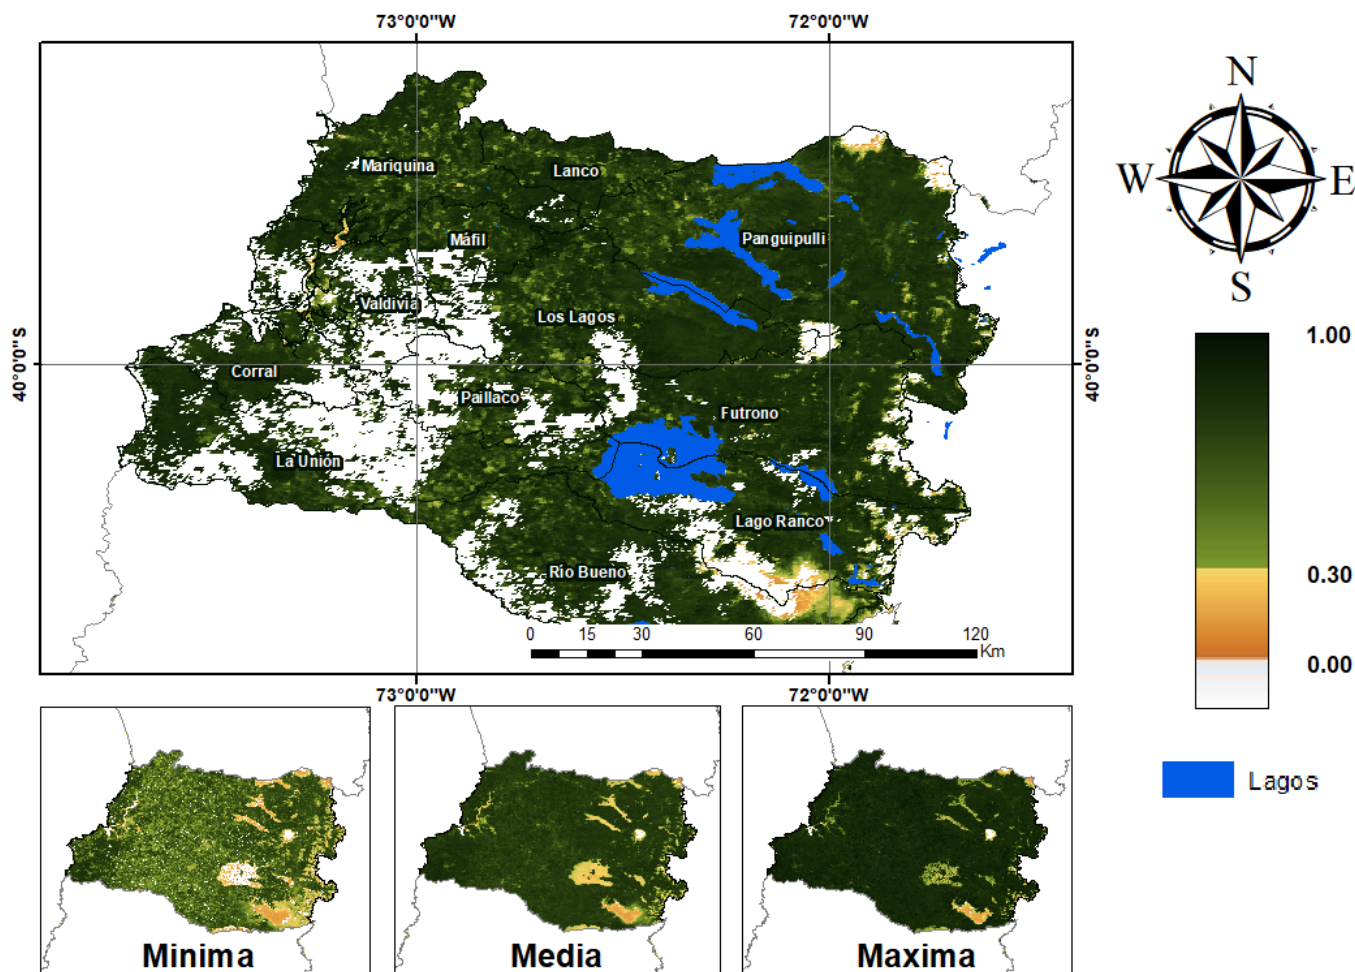 73°0'0"W
72°0'0"W
N
W
E
S
Mariquina
Lanco
Máfil
Panguipulli
Valdivia
Los Lagos
40°0'0"S
40°0'0"S
Corral
Paillaco
Futrono
La Unión
Lago Ranco
Río Bueno
0
15
30
60
90
120
Km
73°0'0"W
72°0'0"W
1.00
0.30
0.00
Lagos
Minima
Media
Maxima